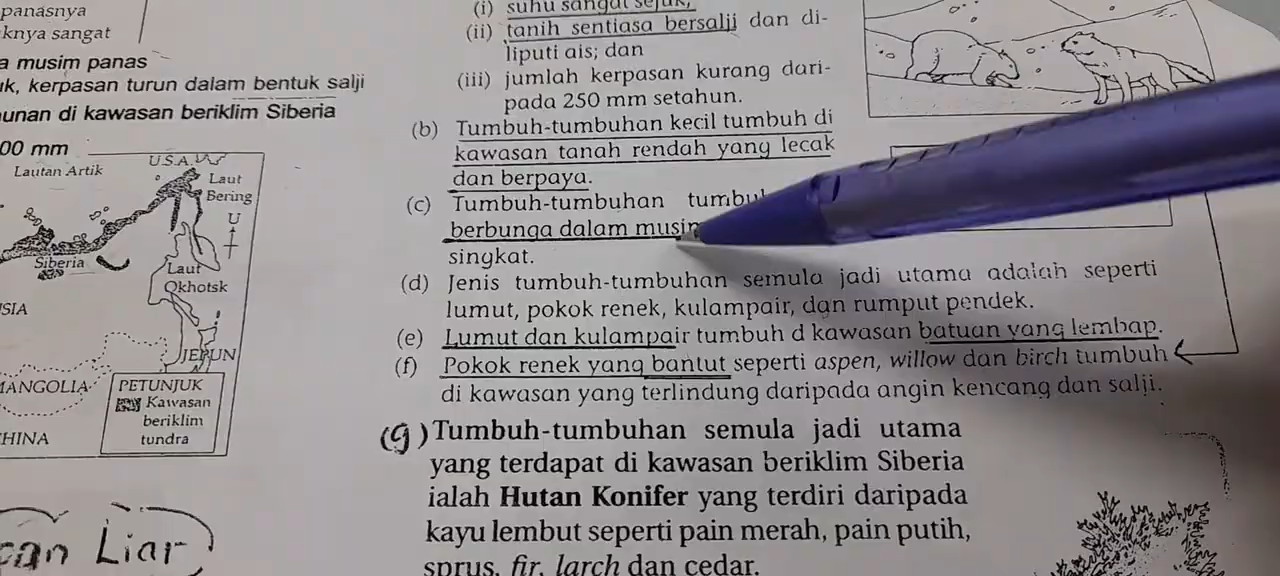 panasnya
knya sangat
a musim panas
uk, kerpasan turun dalam bentuk salji
unan di kawasan beriklim Siberia
00 mm
Lautan Artik
U.S.A.
Laut
Bering
U
Siberia
Laut
Okhotsk
SIA
JEPUN
MANGOLIA
HINA
PETUNJUK
Kawasan
beriklim
tundra
can Liar
(i) suhu sangat sejuk,
(ii) tanih sentiasa bersalji dan di-
liputi ais; dan
(iii) jumlah kerpasan kurang dari-
pada 250 mm setahun.
(b) Tumbuh-tumbuhan kecil tumbuh di
kawasan tanah rendah yang lecak
dan berpaya.
(c) Tumbuh-tumbuhan
berbunga dalam
singkat.
(d) Jenis tumbuh-tumbuhan semula jadi utama adalah seperti
lumut, pokok renek, kulampair, dan rumput pendek.
(e) Lumut dan kulampair tumbuh d kawasan batuan yang lembap.
(f) Pokok renek yang bantut seperti aspen, willow dan birch tumbuh
di kawasan yang terlindung daripada angin kencang dan salji.
(g) Tumbuh-tumbuhan semula jadi utama
yang terdapat di kawasan beriklim Siberia
ialah Hutan Konifer yang terdiri daripada
kayu lembut seperti pain merah, pain putih,
sprus, fir, larch dan cedar.